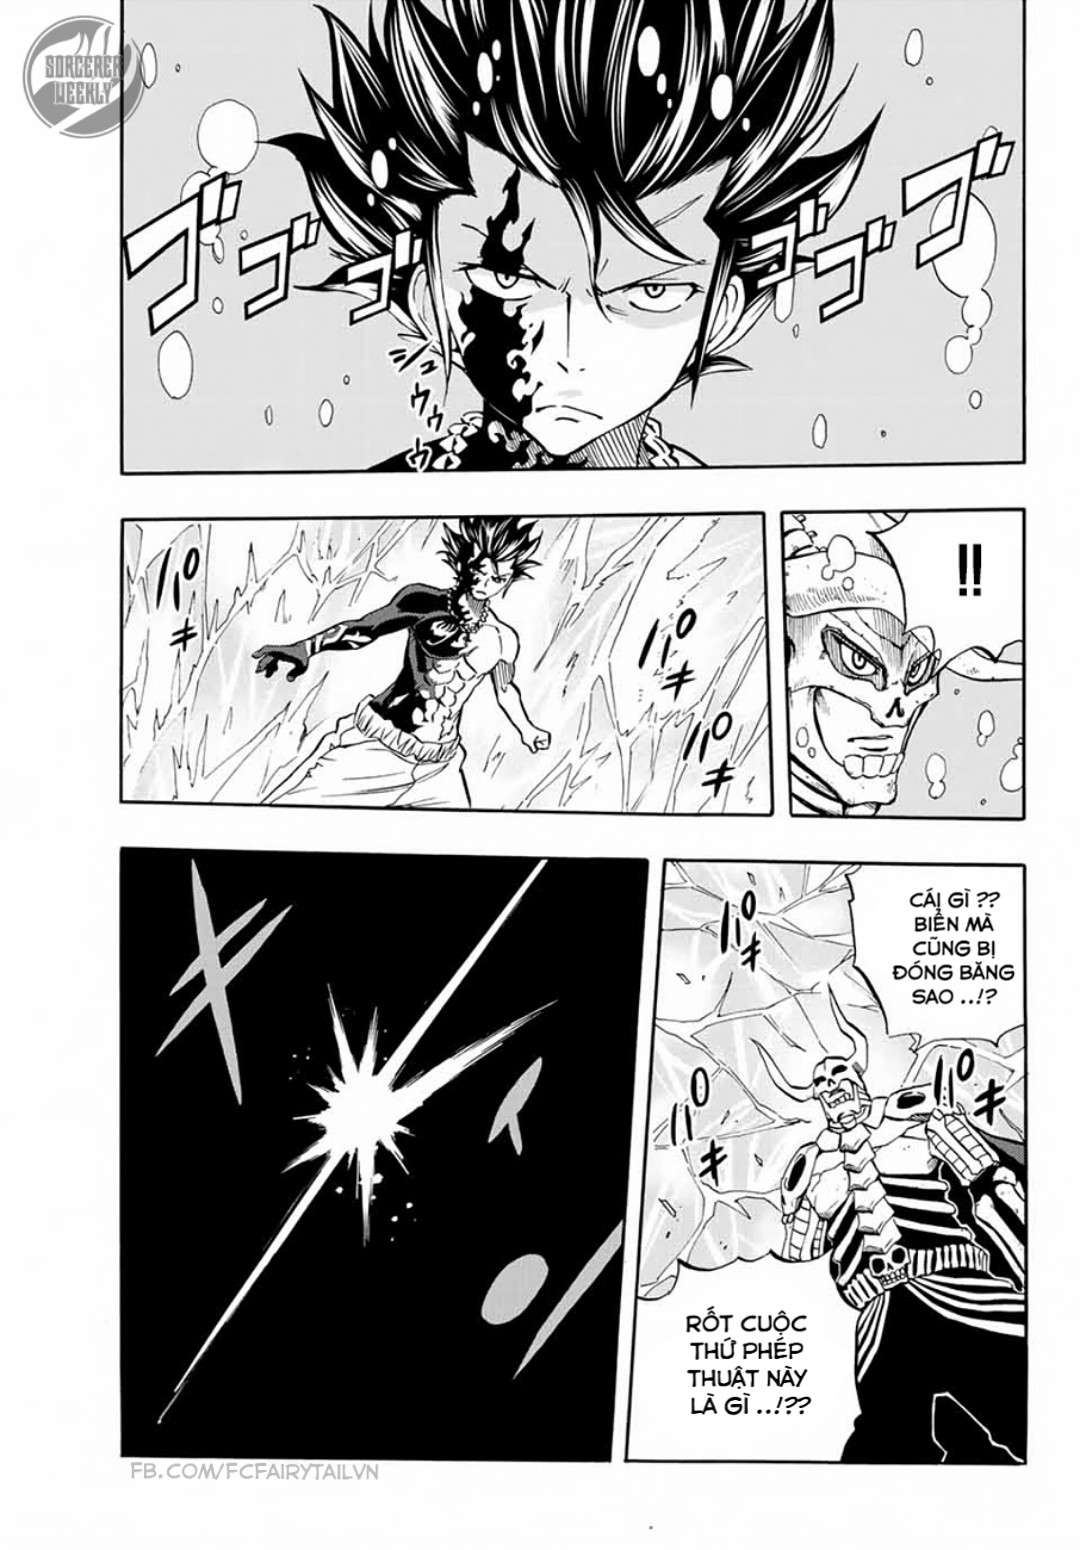 SORCERER
WEEKLY
ゴゴゴゴゴゴ
シュウウウ
!!
パキ
パキ
パキ
CÁI GÌ ??
BIỂN MÀ
CŨNG BỊ
ĐÓNG BĂNG
SAO ..!?
パキ
パキ
パキ
RỐT CUỘC
THỨ PHÉP
THUẬT NÀY
LÀ GÌ ..!??
FB.COM/FCFAIRYTAILVN